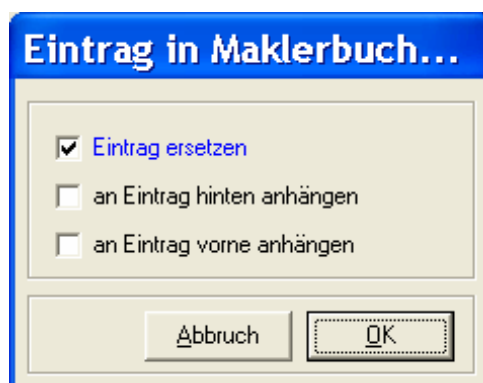 Eintrag in Maklerbuch...
Eintrag ersetzen
an Eintrag hinten anhängen
an Eintrag vorne anhängen
Abbruch OK